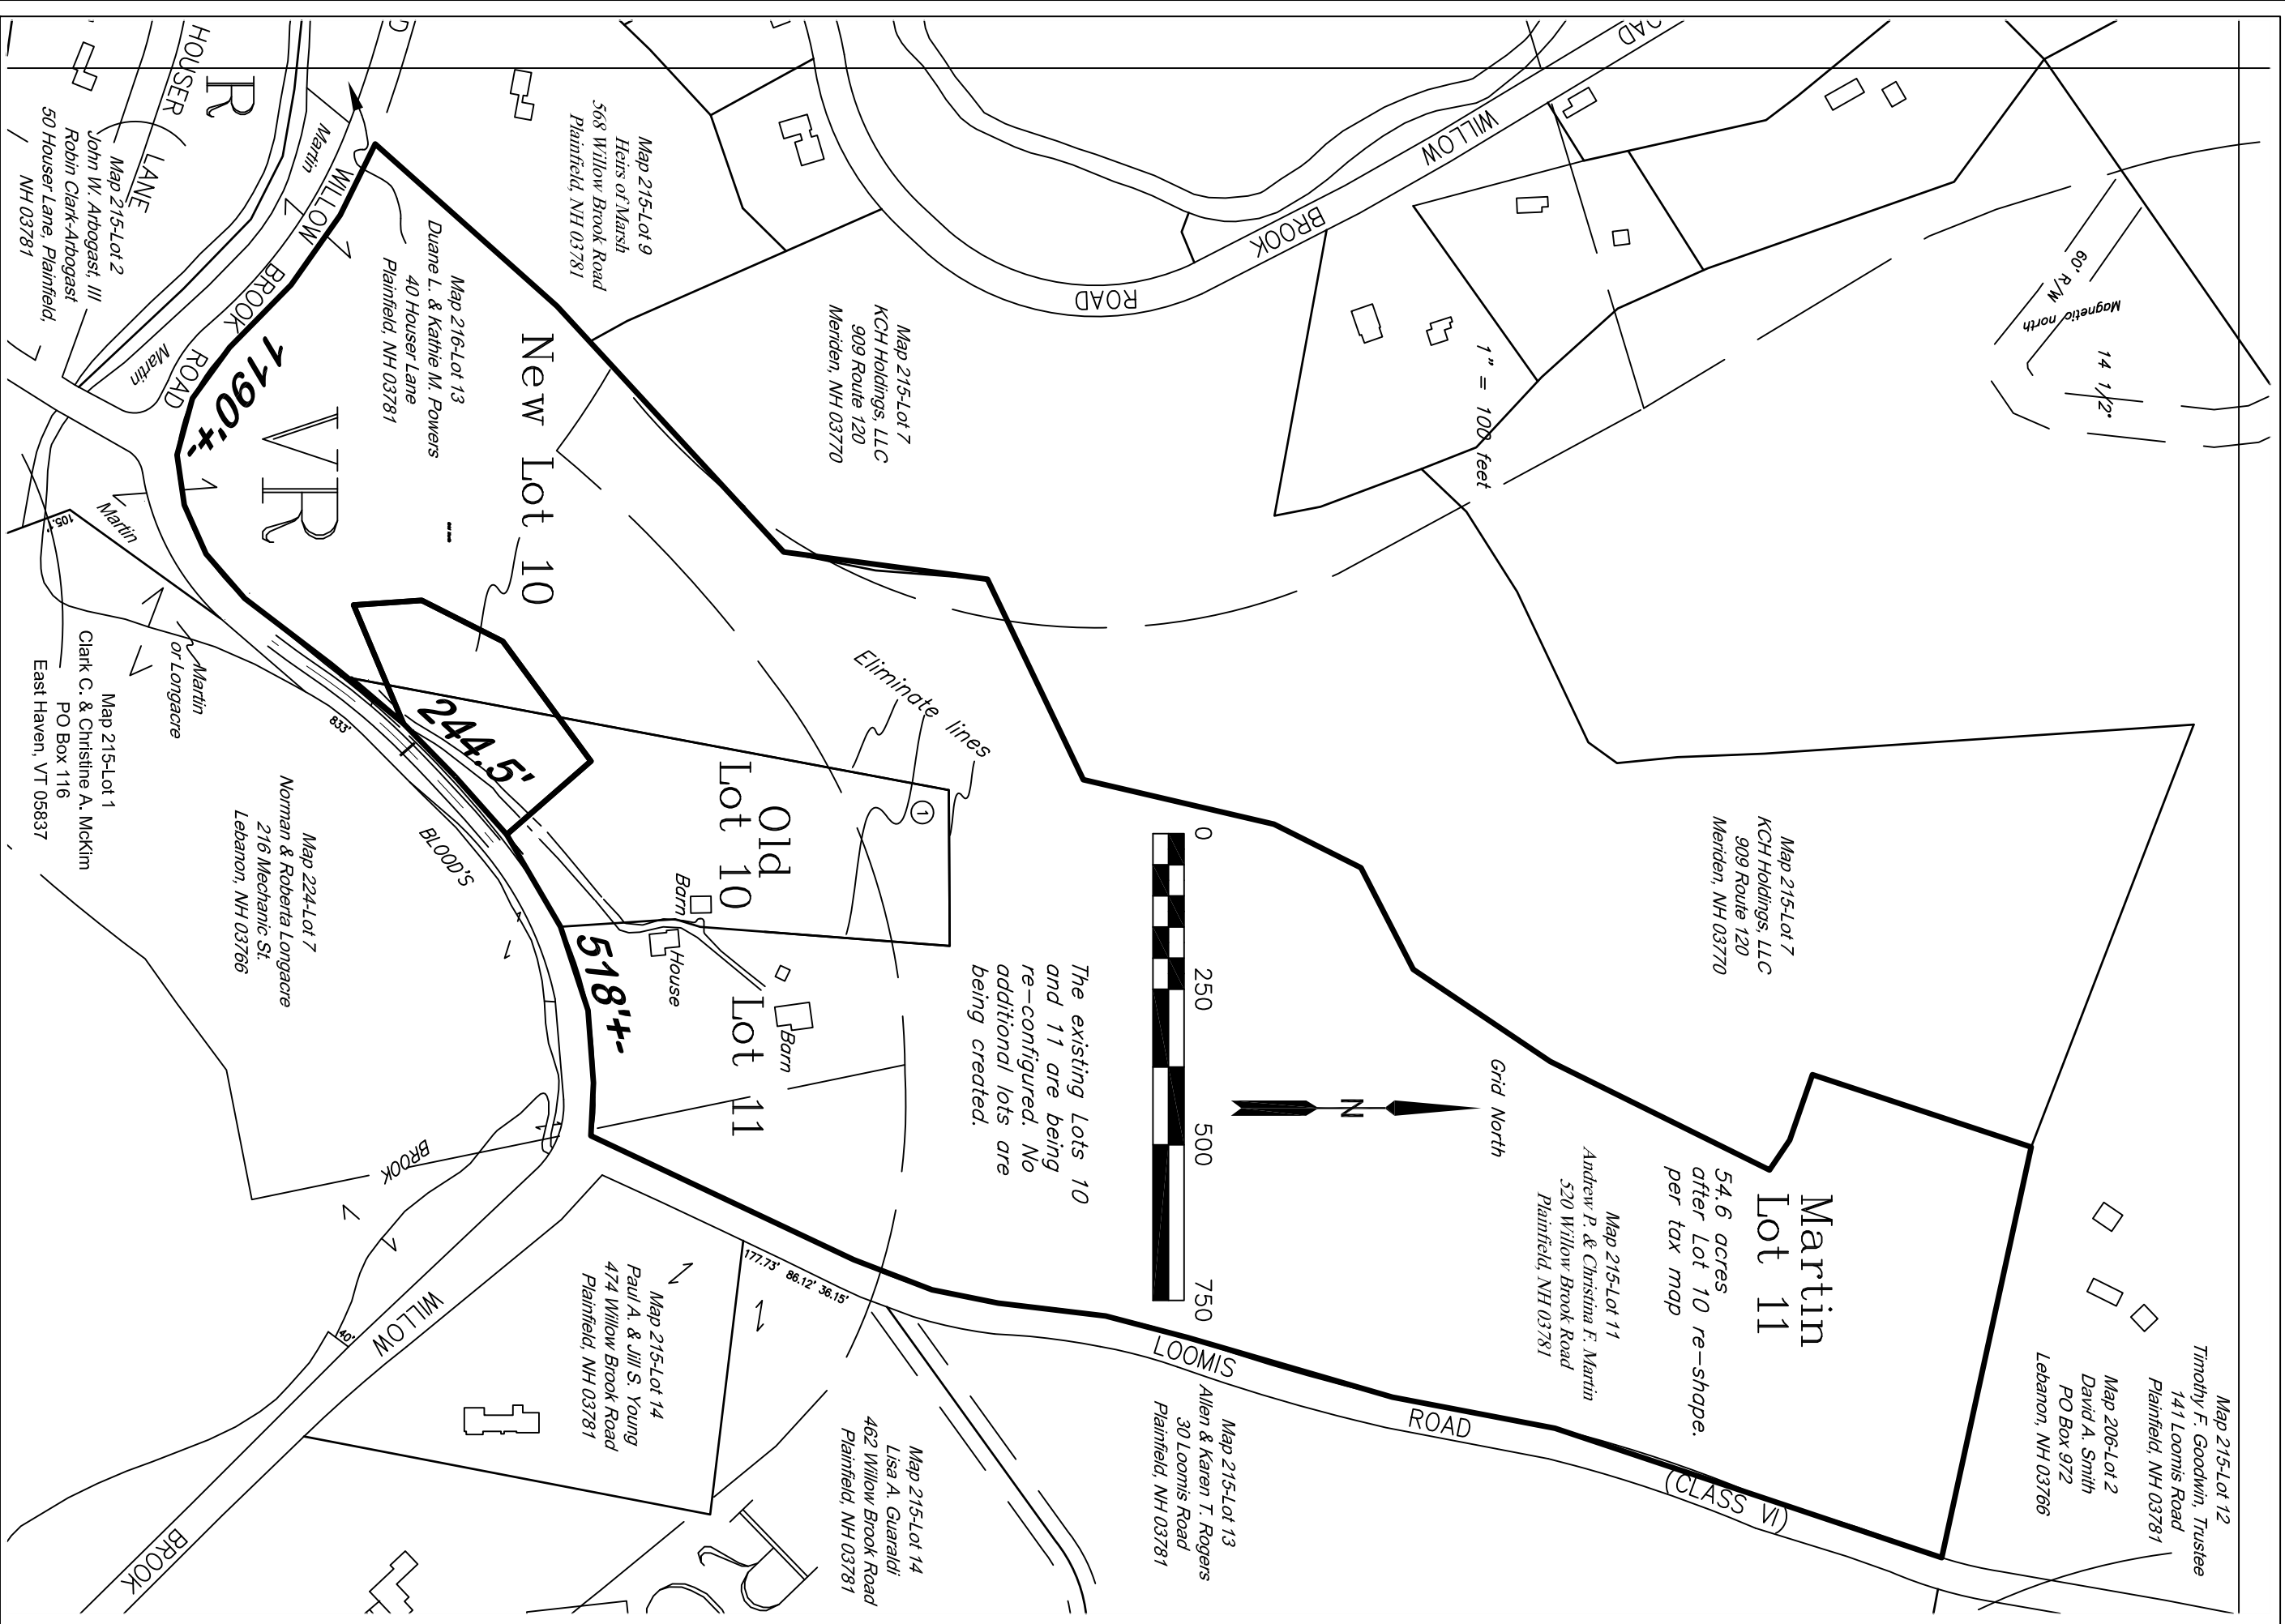 Map 215-Lot 12
Timothy F. Goodwin, Trustee
141 Loomis Road
Plainfield, NH 03781
Map 206-Lot 2
David A. Smith
PO Box 972
Lebanon, NH 03766
14 1/2°
Magnetic north
60' R/W
Martin
Lot 11
54.6 acres
after Lot 10 re-shape.
per tax map
Map 215-Lot 7
KCH Holdings, LLC
909 Route 120
Meriden, NH 03770
(CLASS VI)
Map 215-Lot 11
Andrew P. & Christina F. Martin
520 Willow Brook Road
Plainfield, NH 03781
ROAD
WILLOW
BROOK
ROAD
1" = 100 feet
Grid North
N
ROAD
LOOMIS
0 250 500 750
Map 215-Lot 13
Allen & Karen T. Rogers
30 Loomis Road
Plainfield, NH 03781
The existing Lots 10
and 11 are being
re-configured. No
additional lots are
being created.
Eliminate lines
1
Map 215-Lot 7
KCH Holdings, LLC
909 Route 120
Meriden, NH 03770
Map 215-Lot 14
Lisa A. Guaraldi
462 Willow Brook Road
Plainfield, NH 03781
177.73' 86.12' 36.15'
Old
Lot 10
Lot 11
Barn
House
Barn
Map 215-Lot 9
Heirs of Marsh
568 Willow Brook Road
Plainfield, NH 03781
Map 215-Lot 14
Paul A. & Jill S. Young
474 Willow Brook Road
Plainfield, NH 03781
R
518'+-
New Lot 10
244.5'
--
Map 216-Lot 13
Duane L. & Kathie M. Powers
40 Houser Lane
Plainfield, NH 03781
BLOOD'S
BROOK
WILLOW
BROOK
40'
833'
VR
1190'+-
WILLOW
BROOK
ROAD
Martin
Martin
Martin
Martin
or Longacre
Map 224-Lot 7
Norman & Roberta Longacre
216 Mechanic St.
Lebanon, NH 03766
R
HOUSER
LANE
Map 215-Lot 2
John W. Arbogast, III
Robin Clark-Arbogast
50 Houser Lane, Plainfield,
NH 03781
105.1'
Map 215-Lot 1
Clark C. & Christine A. McKim
PO Box 116
East Haven, VT 05837